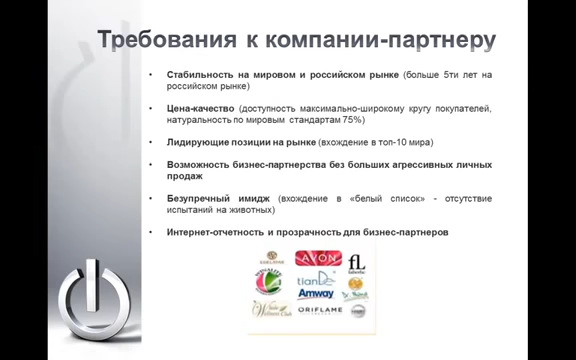 Требования к компании-партнеру
• Стабильность на мировом и российском рынке (больше 5ти лет на
российском рынке)
• Цена-качество (доступность максимально-широкому кругу покупателей,
натуральность по мировым стандартам 75%)
• Лидирующие позиции на рынке (вхождение в топ-10 мира)
• Возможность бизнес-партнерства без больших агрессивных личных
продаж
• Безупречный имидж (вхождение в «белый список» - отсутствие
испытаний на животных)
• Интернет-отчетность и прозрачность для бизнес-партнеров
AVON
fL
faberlic
tianDe
Amway
Wellness Club
ORIFLAME